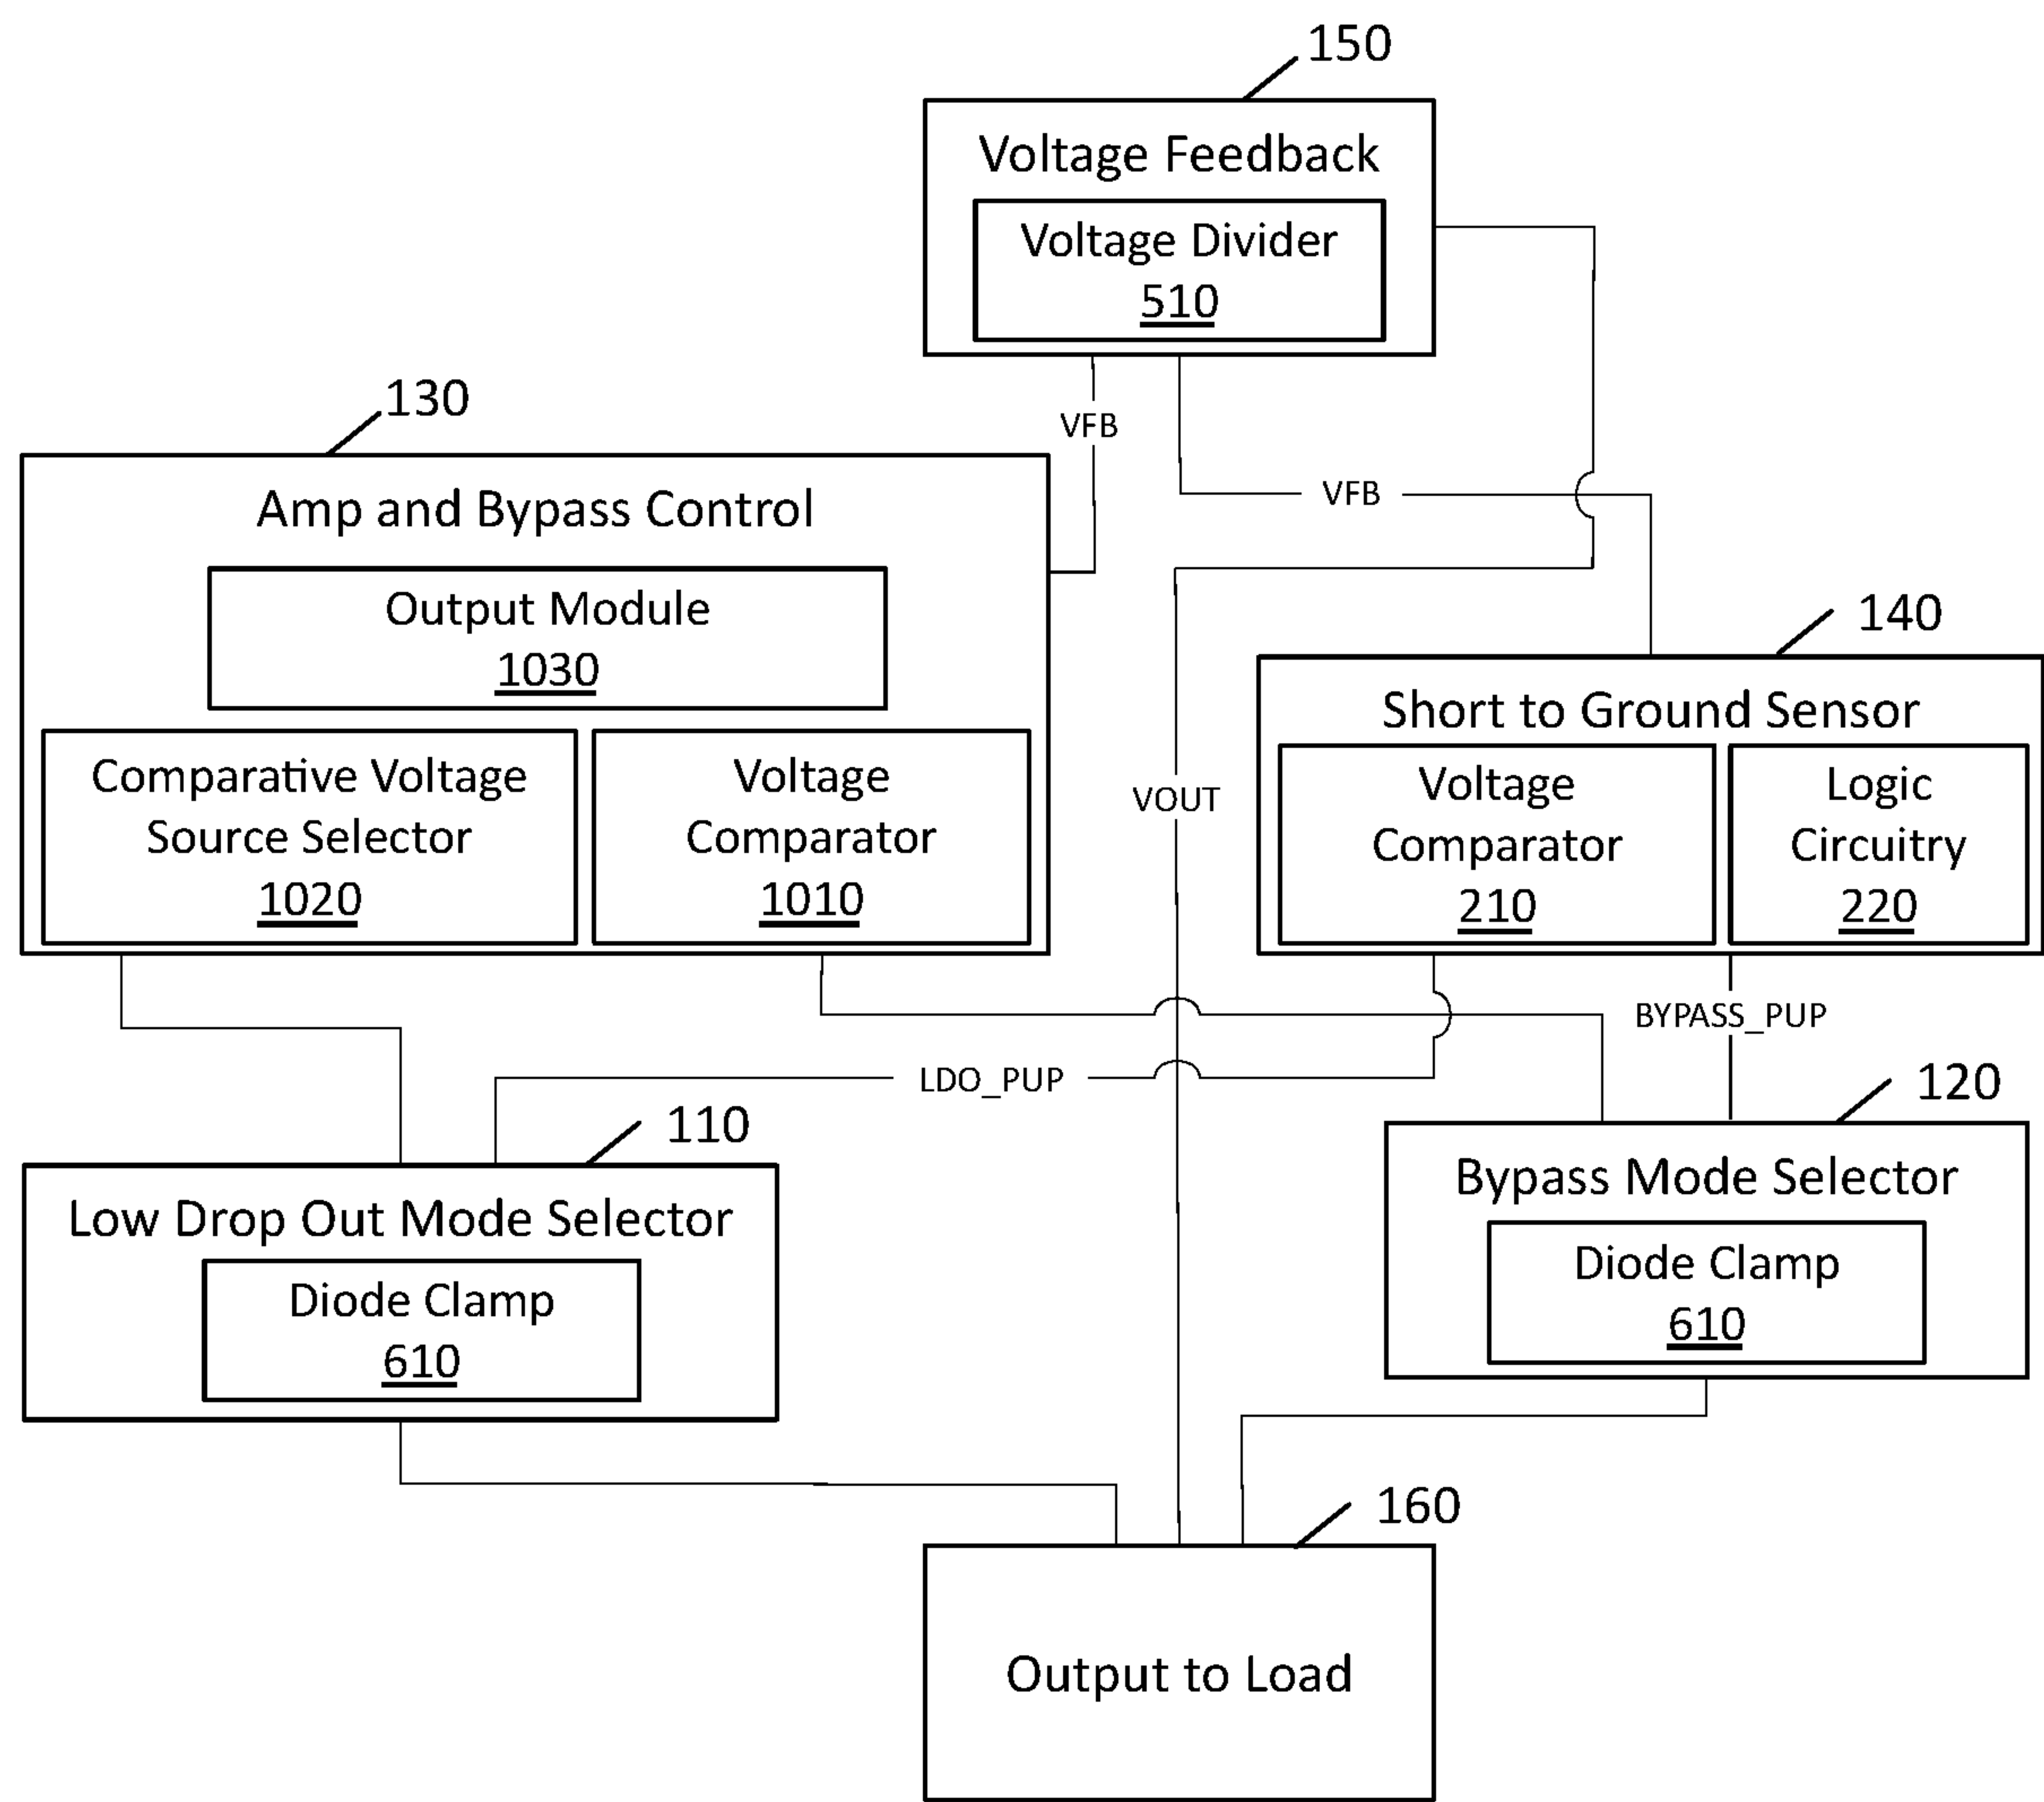 150
Voltage Feedback
Voltage Divider
510
130
VFB
VFB
Amp and Bypass Control
Output Module
1030
Comparative Voltage
Source Selector
1020
Voltage
Comparator
1010
VOUT
140
Short to Ground Sensor
Voltage
Comparator
210
Logic
Circuitry
220
BYPASS_PUP
LDO_PUP
110
Low Drop Out Mode Selector
Diode Clamp
610
120
Bypass Mode Selector
Diode Clamp
610
160
Output to Load